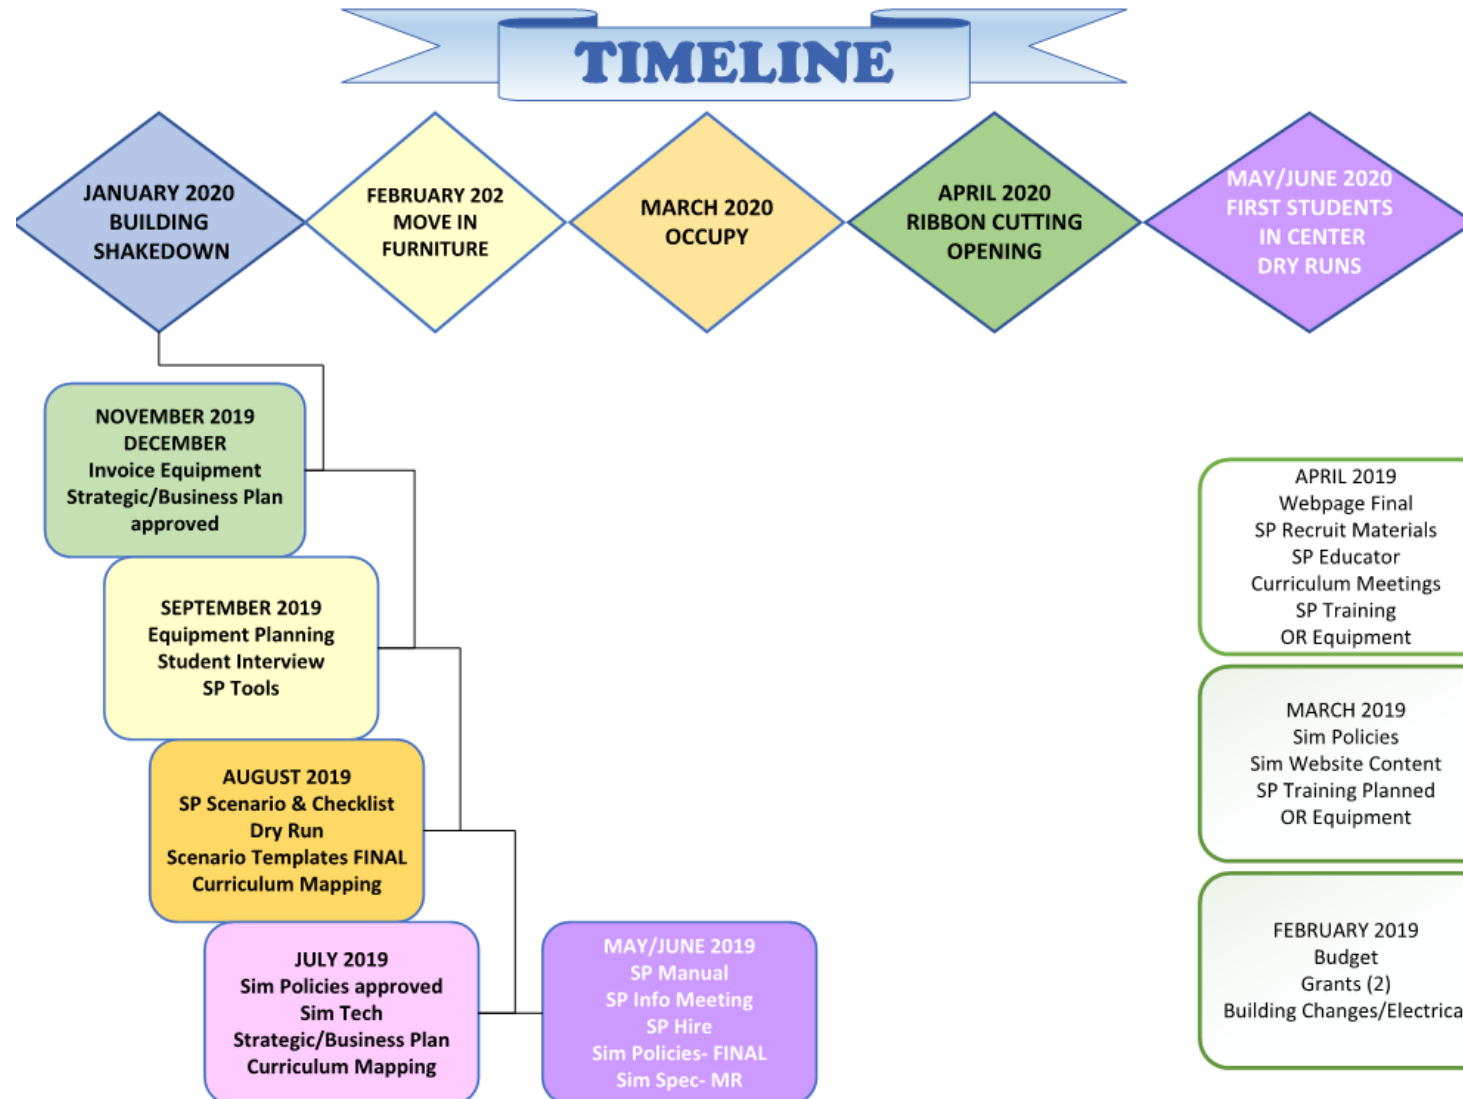 TIMELINE
JANUARY 2020
BUILDING
SHAKEDOWN
FEBRUARY 202
MOVE IN
FURNITURE
MARCH 2020
OCCUPY
APRIL 2020
RIBBON CUTTING
OPENING
MAY/JUNE 2020
FIRST STUDENTS
IN CENTER
DRY RUNS
NOVEMBER 2019
DECEMBER
Invoice Equipment
Strategic/Business Plan
approved
SEPTEMBER 2019
Equipment Planning
Student Interview
SP Tools
AUGUST 2019
SP Scenario & Checklist
Dry Run
Scenario Templates FINAL
Curriculum Mapping
JULY 2019
Sim Policies approved
Sim Tech
Strategic/Business Plan
Curriculum Mapping
MAY/JUNE 2019
SP Manual
SP Info Meeting
SP Hire
Sim Policies- FINAL
Sim Spec- MR
APRIL 2019
Webpage Final
SP Recruit Materials
SP Educator
Curriculum Meetings
SP Training
OR Equipment
MARCH 2019
Sim Policies
Sim Website Content
SP Training Planned
OR Equipment
FEBRUARY 2019
Budget
Grants (2)
Building Changes/Electrica